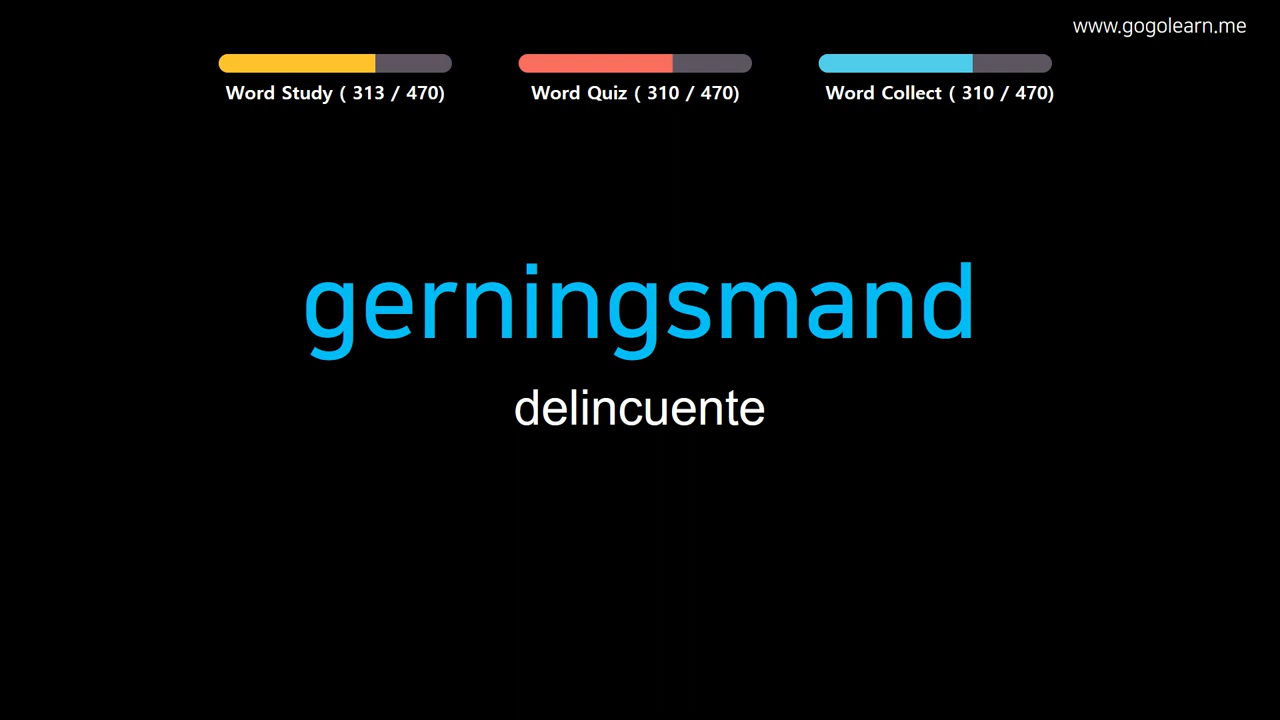 www.gogolearn.me
Word Study ( 313 / 470)
Word Quiz ( 310 / 470)
Word Collect ( 310 / 470)
gerningsmand
delincuente